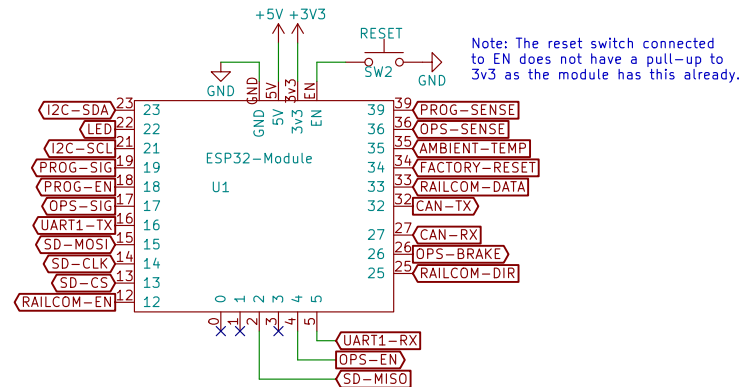 +5V +3V3
RESET
SW2
GND
GND
Note: The reset switch connected
to EN does not have a pull-up to
3v3 as the module has this already.
GND 5V 3v3 EN
GND 5V 3v3 EN
ESP32-Module
U1
I2C-SDA 23 23
LED 22 22
I2C-SCL 21 21
PROG-SIG 19 19
PROG-EN 18 18
OPS-SIG 17 17
UART1-TX 16 16
SD-MOSI 15 15
SD-CLK 14 14
SD-CS 13 13
RAILCOM-EN 12 12
39 39 PROG-SENSE
36 36 OPS-SENSE
35 35 AMBIENT-TEMP
34 34 FACTORY-RESET
33 33 RAILCOM-DATA
32 32 CAN-TX
27 27 CAN-RX
26 26 OPS-BRAKE
25 25 RAILCOM-DIR
0 1 2 3 4 5
0 1 2 3 4 5
UART1-RX
OPS-EN
SD-MISO